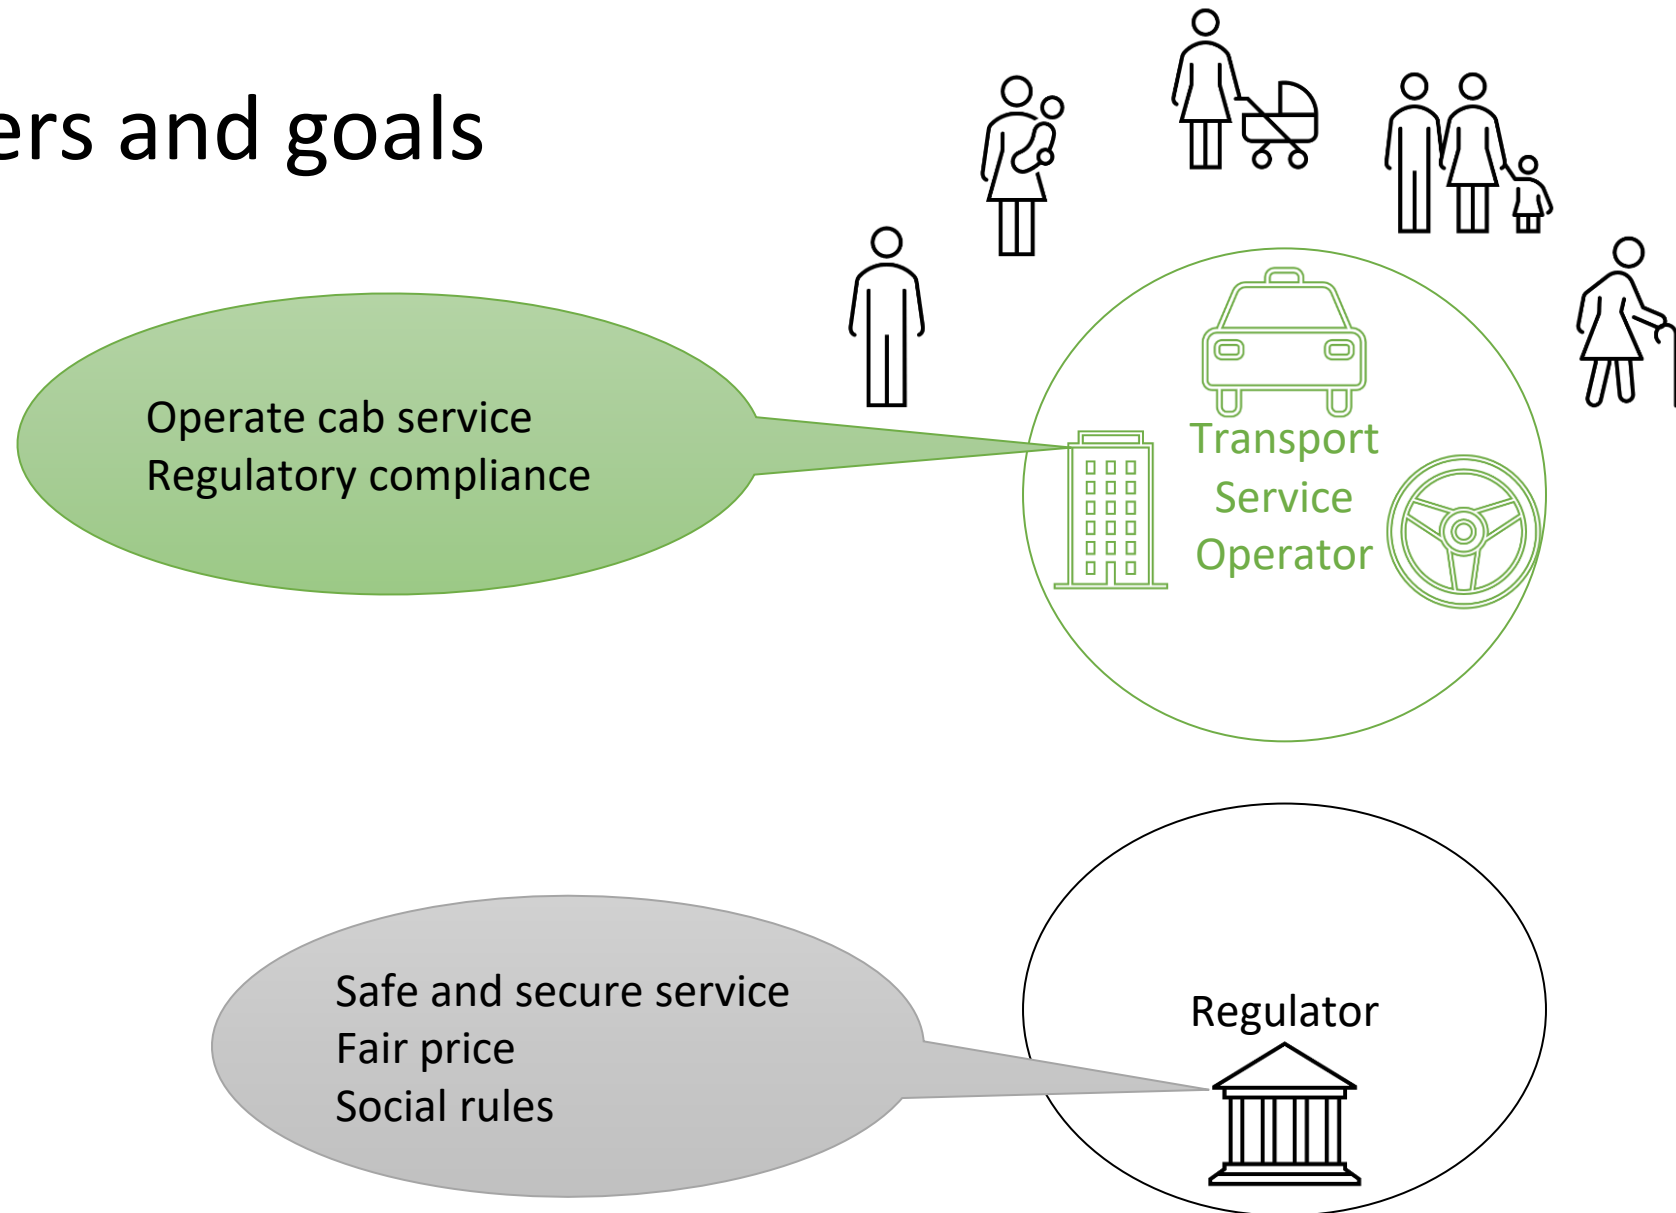 ers and goals
Operate cab service
Regulatory compliance
Transport
Service
Operator
Safe and secure service
Fair price
Social rules
Regulator